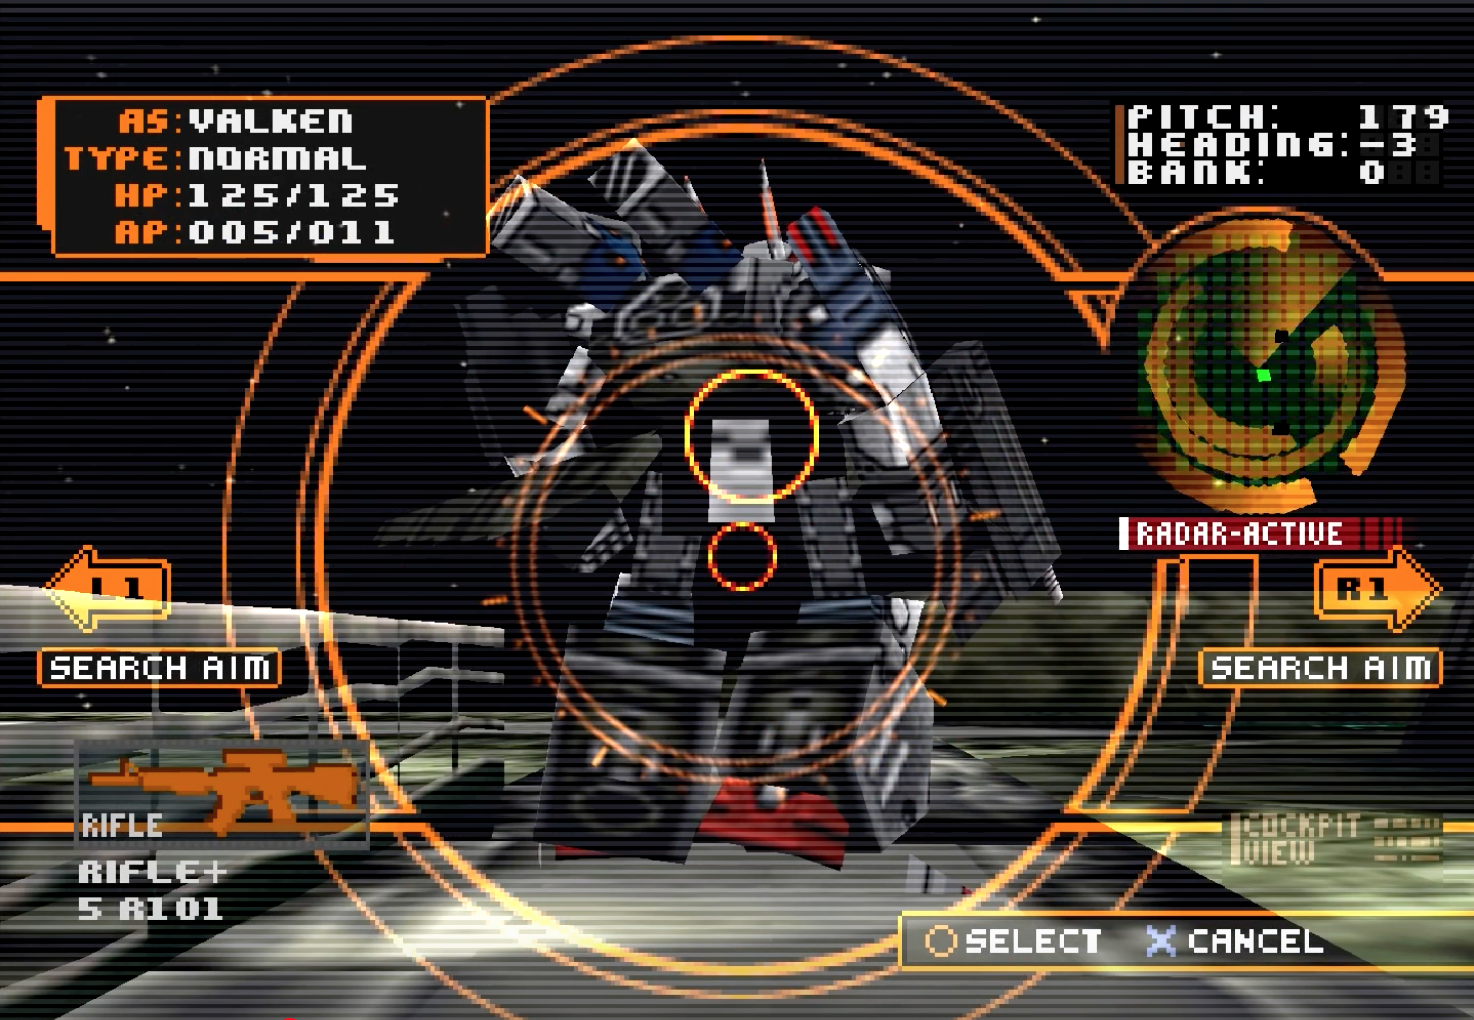 AS:VALKEN
TYPE:NORMAL
HP:125/125
AP:005/011
PITCH: 179
HEADING:-3
BANK: 0
RADAR-ACTIVE
L1
SEARCH AIM
R1
SEARCH AIM
RIFLE
RIFLE+
5 R101
COCKPIT
VIEW
SELECT
CANCEL